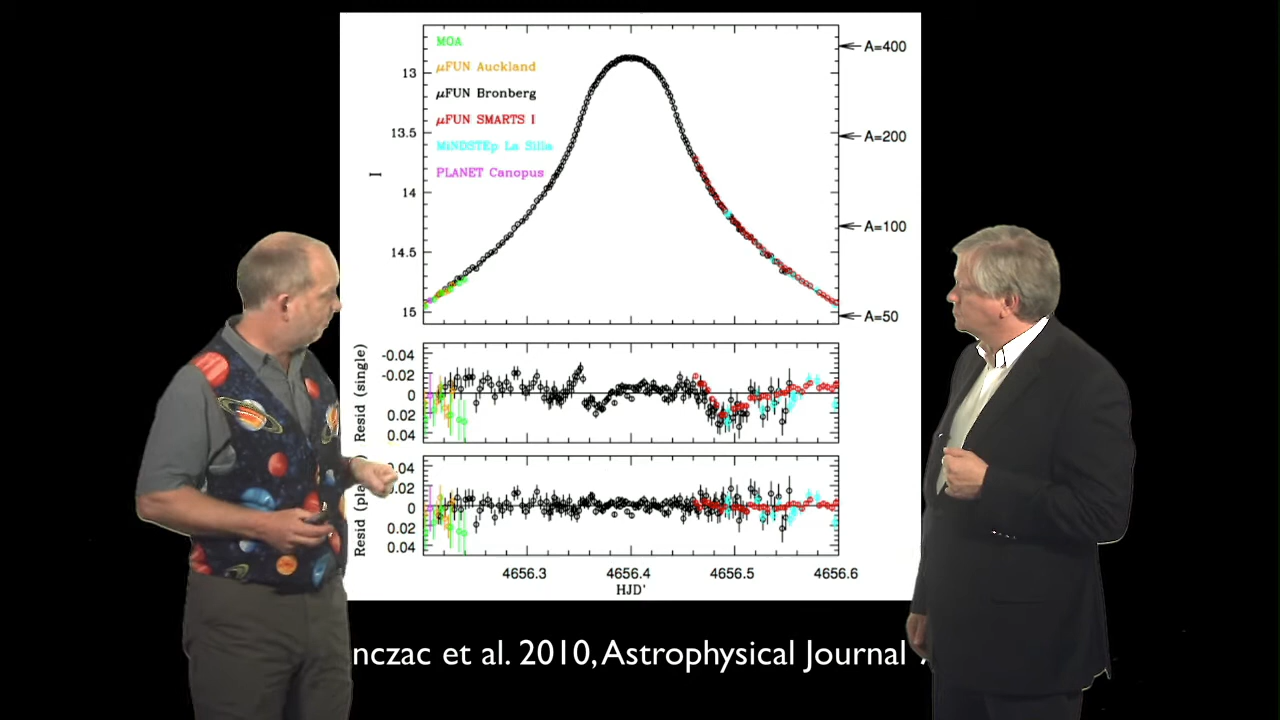 MOA
μFUN Auckland
μFUN Bronberg
μFUN SMARTS I
MiNDSTEp La Silla
PLANET Canopus
I
13
13.5
14
14.5
15
A=400
A=200
A=100
A=50
Resid (single)
-0.04
-0.02
0
0.02
0.04
Resid (pla
0.04
0.02
0
0.02
0.04
4656.3 4656.4 4656.5 4656.6
HJD'
nczac et al. 2010, Astrophysical Journal